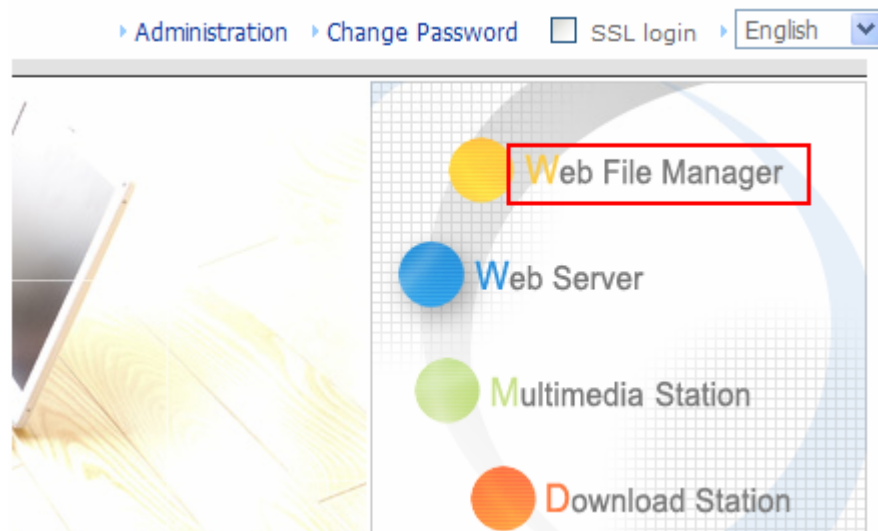 Administration Change Password SSL login English
Web File Manager
Web Server
Multimedia Station
Download Station